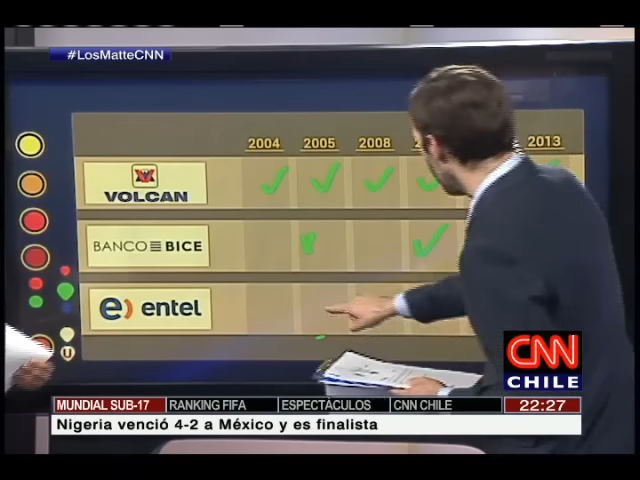 #LosMatteCNN
2004 2005 2008 2013
VOLCAN
BANCO BICE
e) entel
U
CNN
CHILE
MUNDIAL SUB-17 RANKING FIFA ESPECTÁCULOS CNN CHILE 22:27
Nigeria venció 4-2 a México y es finalista